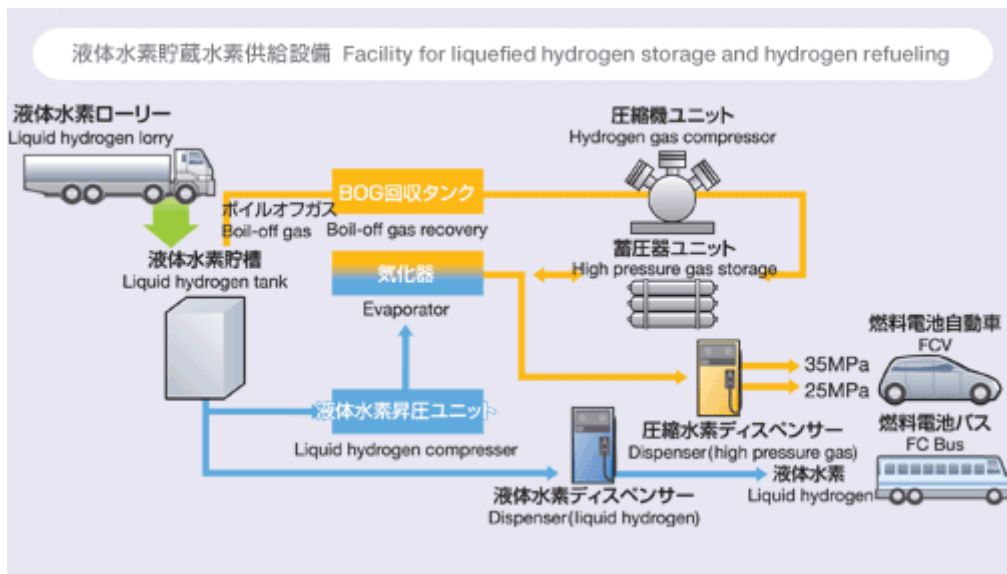 液体水素貯蔵水素供給設備 Facility for liquefied hydrogen storage and hydrogen refueling
液体水素ローリー
Liquid hydrogen lorry
圧縮機ユニット
Hydrogen gas compressor
BOG回収タンク
ボイルオフガス
Boil-off gas
Boil-off gas recovery
液体水素貯槽
Liquid hydrogen tank
蓄圧器ユニット
High pressure gas storage
気化器
Evaporator
燃料電池自動車
FCV
35MPa
25MPa
液体水素昇圧ユニット
Liquid hydrogen compresser
圧縮水素ディスペンサー
Dispenser(high pressure gas)
燃料電池バス
FC Bus
液体水素
Liquid hydrogen
液体水素ディスペンサー
Dispenser(liquid hydrogen)